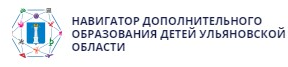 НАВИГАТОР ДОПОЛНИТЕЛЬНОГО
ОБРАЗОВАНИЯ ДЕТЕЙ УЛЬЯНОВСКОЙ
ОБЛАСТИ